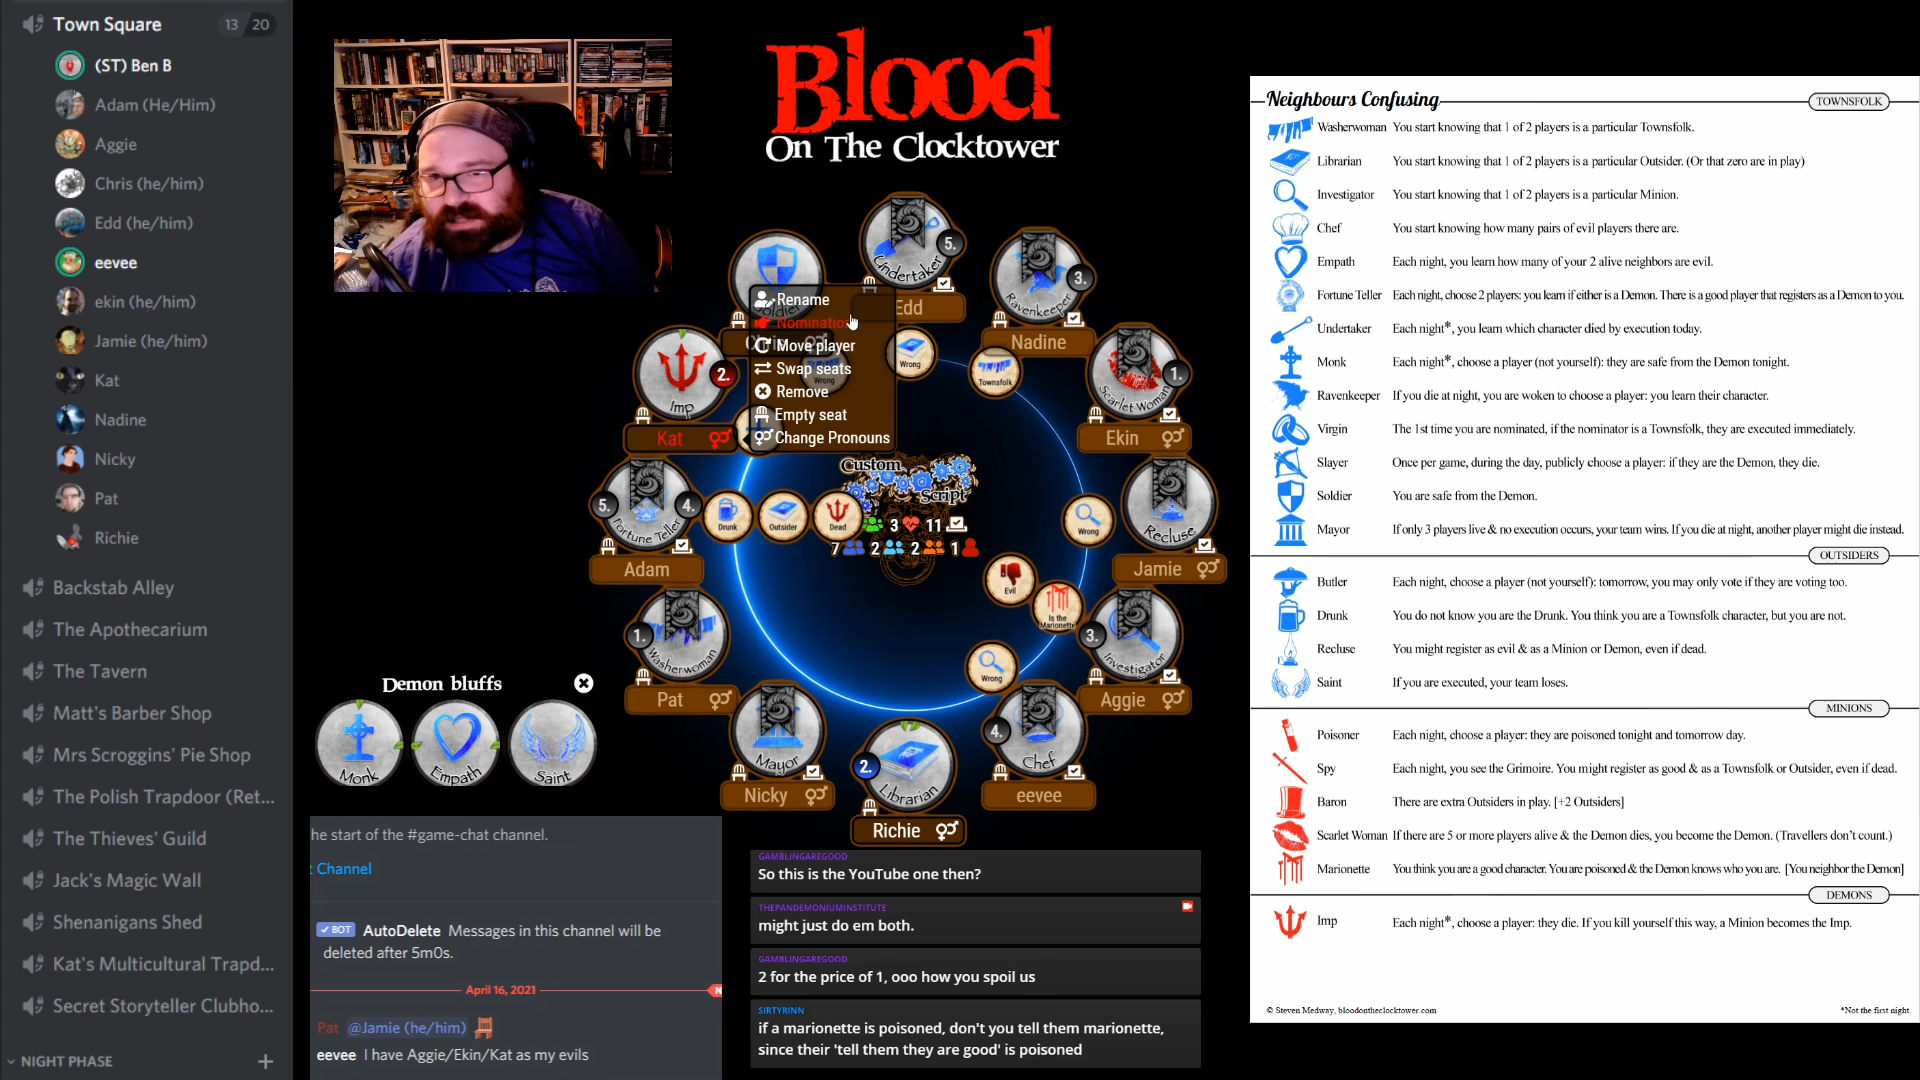 Town Square
13 20
(ST) Ben B
Adam (He/Him)
Aggie
Chris (he/him)
Edd (he/him)
eevee
ekin (he/him)
Jamie (he/him)
Kat
Nadine
Nicky
Pat
Richie
Backstab Alley
The Apothecarium
The Tavern
Matt's Barber Shop
Mrs Scroggins' Pie Shop
The Polish Trapdoor (Ret...
The Thieves' Guild
Jack's Magic Wall
Shenanigans Shed
Kat's Multicultural Trapd...
Secret Storyteller Clubho...
NIGHT PHASE
Blood
On The Clocktower
Undertaker
5.
Edd
Ravenkeeper
3.
Nadine
Scarlet Woman
1.
Ekin
Recluse
Jamie
Investigator
3.
Aggie
Chef
4.
eevee
Librarian
2.
Richie
Mayor
Nicky
Washerwoman
1.
Pat
Fortune Teller
5.
4.
Adam
Imp
2.
Kat
Rename
Nomination
Move player
Swap seats
Remove
Empty seat
Change Pronouns
Wrong
Wrong
Townsfolk
Drunk
Outsider
Dead
Wrong
Evil
Is the Marionette
Wrong
Custom
Script
3 11
7 2 2 1
Demon bluffs
Monk
Empath
Saint
he start of the #game-chat channel.
Channel
BOT AutoDelete Messages in this channel will be
deleted after 5m0s.
April 16, 2021
Pat @Jamie (he/him)
eevee I have Aggie/Ekin/Kat as my evils
GAMBLINGAREGOOD
So this is the YouTube one then?
THEPANDEMONIUMINSTITUTE
might just do em both.
GAMBLINGAREGOOD
2 for the price of 1, ooo how you spoil us
SIRTYRINN
if a marionette is poisoned, don't you tell them marionette,
since their 'tell them they are good' is poisoned
Neighbours Confusing
TOWNSFOLK
Washerwoman You start knowing that 1 of 2 players is a particular Townsfolk.
Librarian You start knowing that 1 of 2 players is a particular Outsider. (Or that zero are in play)
Investigator You start knowing that 1 of 2 players is a particular Minion.
Chef You start knowing how many pairs of evil players there are.
Empath Each night, you learn how many of your 2 alive neighbors are evil.
Fortune Teller Each night, choose 2 players: you learn if either is a Demon. There is a good player that registers as a Demon to you.
Undertaker Each night*, you learn which character died by execution today.
Monk Each night*, choose a player (not yourself): they are safe from the Demon tonight.
Ravenkeeper If you die at night, you are woken to choose a player: you learn their character.
Virgin The 1st time you are nominated, if the nominator is a Townsfolk, they are executed immediately.
Slayer Once per game, during the day, publicly choose a player: if they are the Demon, they die.
Soldier You are safe from the Demon.
Mayor If only 3 players live & no execution occurs, your team wins. If you die at night, another player might die instead.
OUTSIDERS
Butler Each night, choose a player (not yourself): tomorrow, you may only vote if they are voting too.
Drunk You do not know you are the Drunk. You think you are a Townsfolk character, but you are not.
Recluse You might register as evil & as a Minion or Demon, even if dead.
Saint If you are executed, your team loses.
MINIONS
Poisoner Each night, choose a player: they are poisoned tonight and tomorrow day.
Spy Each night, you see the Grimoire. You might register as good & as a Townsfolk or Outsider, even if dead.
Baron There are extra Outsiders in play. [+2 Outsiders]
Scarlet Woman If there are 5 or more players alive & the Demon dies, you become the Demon. (Travellers don't count.)
Marionette You think you are a good character. You are poisoned & the Demon knows who you are. [You neighbor the Demon]
DEMONS
Imp Each night*, choose a player: they die. If you kill yourself this way, a Minion becomes the Imp.
© Steven Medway, bloodontheclocktower.com
*Not the first night.